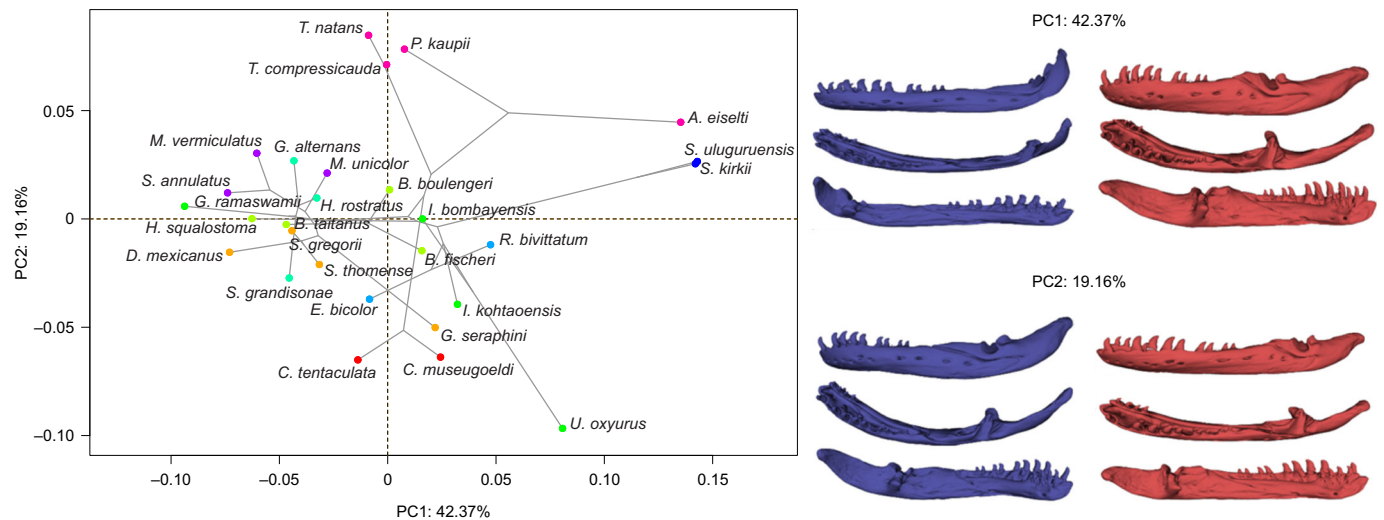 T. natans
P. kaupii
T. compressicauda
A. eiselti
M. vermiculatus
G. alternans
M. unicolor
S. uluguruensis
S. kirkii
S. annulatus
G. ramaswamii
H. rostratus
B. boulengeri
I. bombayensis
H. squalostoma
B. taitanus
S. gregorii
R. bivittatum
D. mexicanus
S. thomense
B. fischeri
S. grandisonae
E. bicolor
I. kohtaoensis
G. seraphini
C. tentaculata
C. museugoeldi
U. oxyurus
0.05
0
–0.05
–0.10
PC2: 19.16%
–0.10
–0.05
0
0.05
0.10
0.15
PC1: 42.37%
PC1: 42.37%
PC2: 19.16%